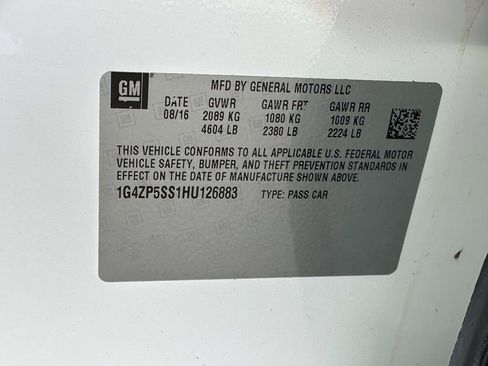 GM
MFD BY GENERAL MOTORS LLC
DATE GVWR GAWR FRT GAWR RR
08/16 2089 KG 1080 KG 1009 KG
4604 LB 2380 LB 2224 LB
THIS VEHICLE CONFORMS TO ALL APPLICABLE U.S. FEDERAL MOTOR
VEHICLE SAFETY, BUMPER, AND THEFT PREVENTION STANDARDS IN
EFFECT ON THE DATE OF MANUFACTURE SHOWN ABOVE.
1G4ZP5SS1HU126883 TYPE: PASS CAR